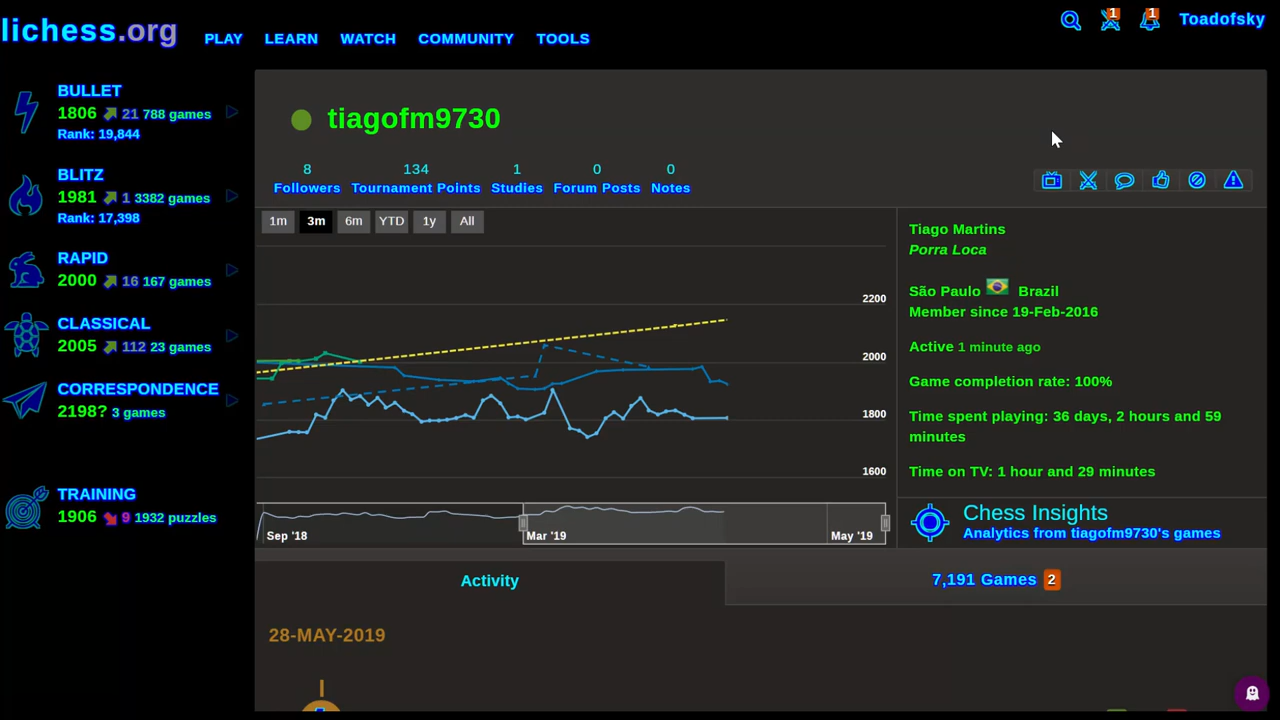 lichess.org
PLAY LEARN WATCH COMMUNITY TOOLS
1 1 Toadofsky
BULLET
1806 21 788 games
Rank: 19,844
BLITZ
1981 1 3382 games
Rank: 17,398
RAPID
2000 16 167 games
CLASSICAL
2005 112 23 games
CORRESPONDENCE
2198? 3 games
TRAINING
1906 9 1932 puzzles
tiagofm9730
8 134 1 0 0
Followers Tournament Points Studies Forum Posts Notes
1m 3m 6m YTD 1y All
2200
2000
1800
1600
Sep '18 Mar '19 May '19
Tiago Martins
Porra Loca
São Paulo Brazil
Member since 19-Feb-2016
Active 1 minute ago
Game completion rate: 100%
Time spent playing: 36 days, 2 hours and 59
minutes
Time on TV: 1 hour and 29 minutes
Chess Insights
Analytics from tiagofm9730's games
Activity
7,191 Games 2
28-MAY-2019